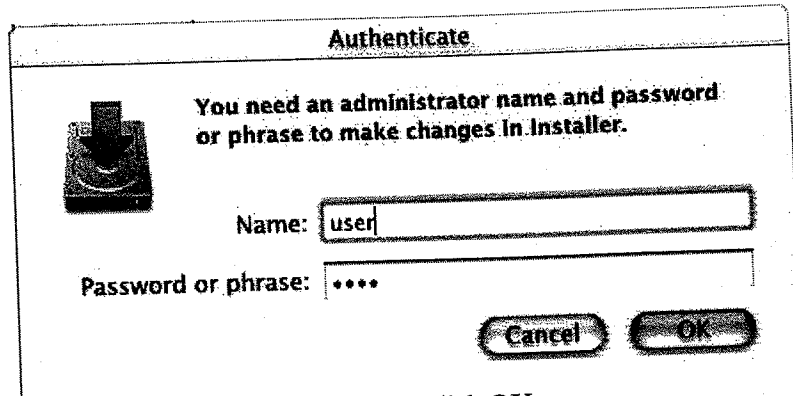 Authenticate
You need an administrator name and password
or phrase to make changes in Installer.
Name: user
Password or phrase: ••••
Cancel OK